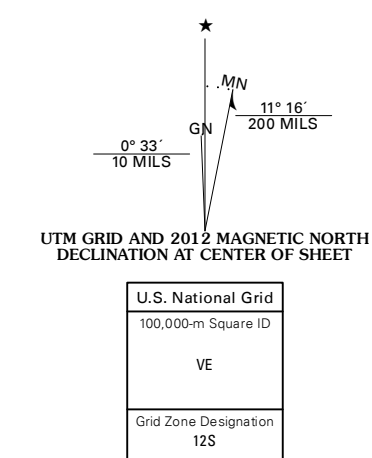 ★
MN
GN
11° 16´
200 MILS
0° 33´
10 MILS
UTM GRID AND 2012 MAGNETIC NORTH
DECLINATION AT CENTER OF SHEET
U.S. National Grid
100,000-m Square ID
VE
Grid Zone Designation
12S